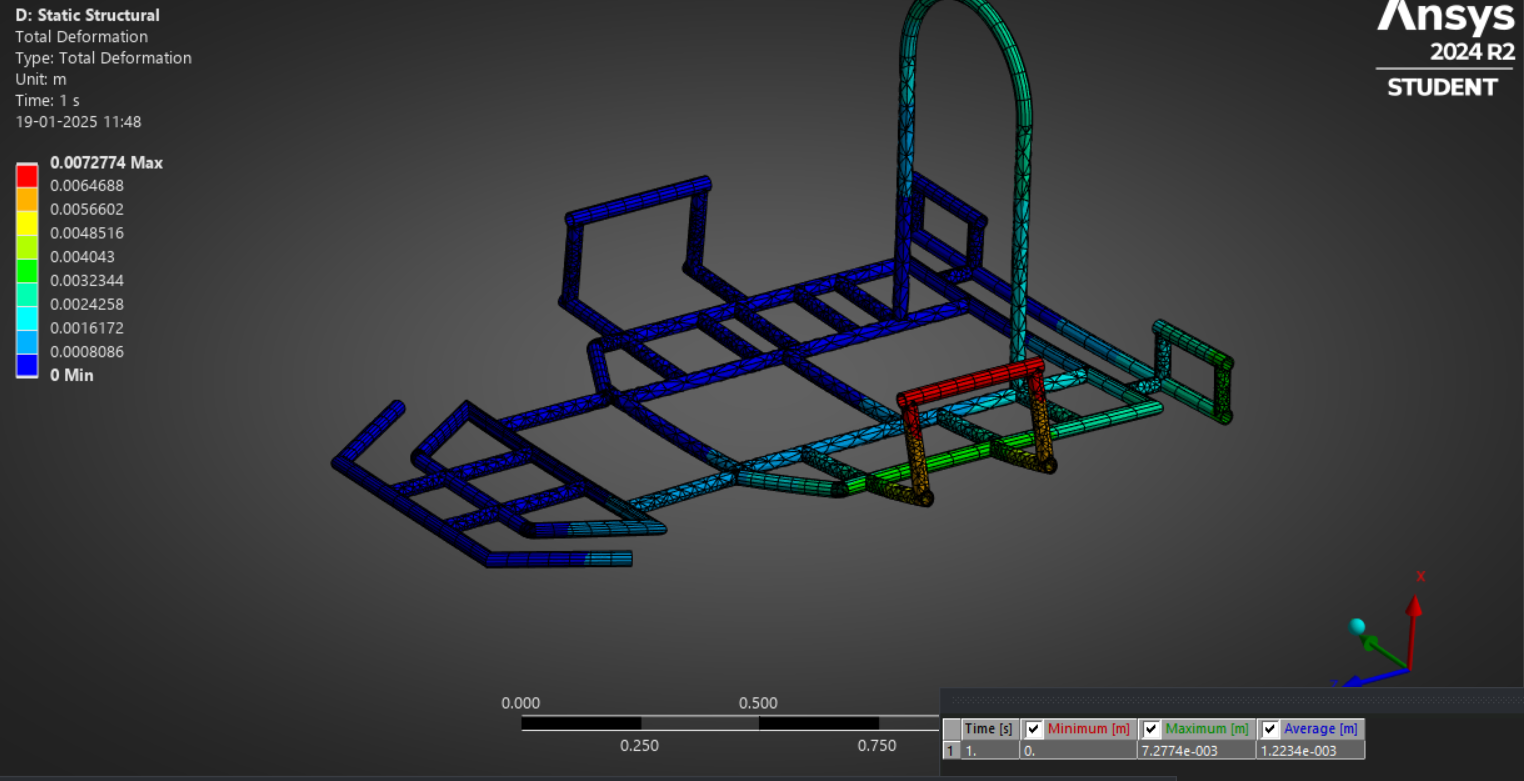 D: Static Structural
Total Deformation
Type: Total Deformation
Unit: m
Time: 1 s
19-01-2025 11:48
0.0072774 Max
0.0064688
0.0056602
0.0048516
0.004043
0.0032344
0.0024258
0.0016172
0.0008086
0 Min
Ansys
2024 R2
STUDENT
X
Z
0.000 0.500
0.250 0.750
Time [s] Minimum [m] Maximum [m] Average [m]
1 1. 0. 7.2774e-003 1.2234e-003